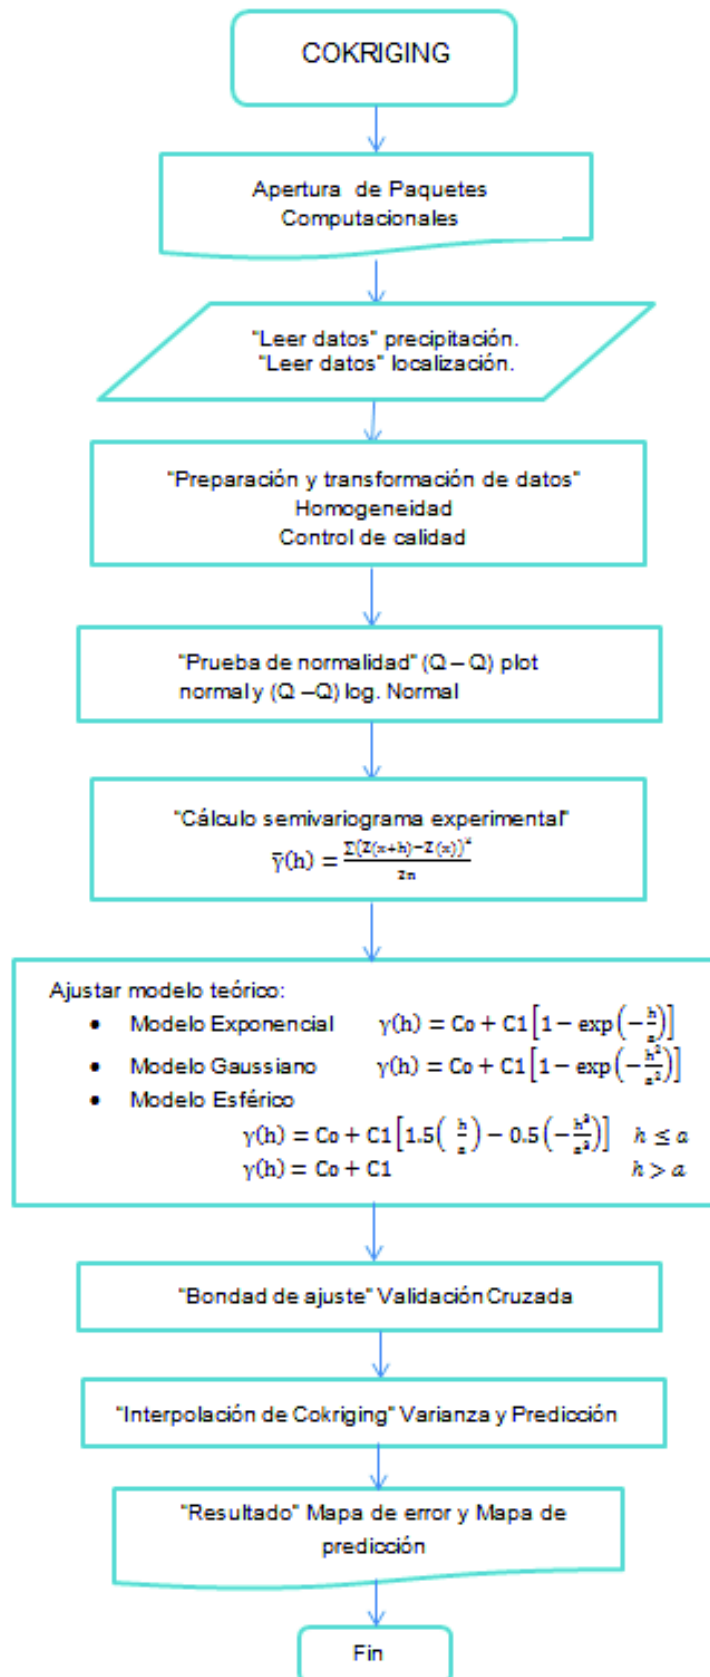 COKRIGING
Apertura de Paquetes
Computacionales
"Leer datos" precipitación.
"Leer datos" localización.
"Preparación y transformación de datos"
Homogeneidad
Control de calidad
"Prueba de normalidad" (Q – Q) plot
normal y (Q –Q) log. Normal
"Cálculo semivariograma experimental"
γ̄(h) = Σ(Z(x+h)−Z(x))² / 2n
Ajustar modelo teórico:
• Modelo Exponencial γ(h) = Co + C1[1 − exp(−h/a)]
• Modelo Gaussiano γ(h) = Co + C1[1 − exp(−h²/a²)]
• Modelo Esférico
γ(h) = Co + C1[1.5(h/a) − 0.5(−h³/a³)] h ≤ a
γ(h) = Co + C1 h > a
"Bondad de ajuste" Validación Cruzada
"Interpolación de Cokriging" Varianza y Predicción
"Resultado" Mapa de error y Mapa de
predicción
Fin